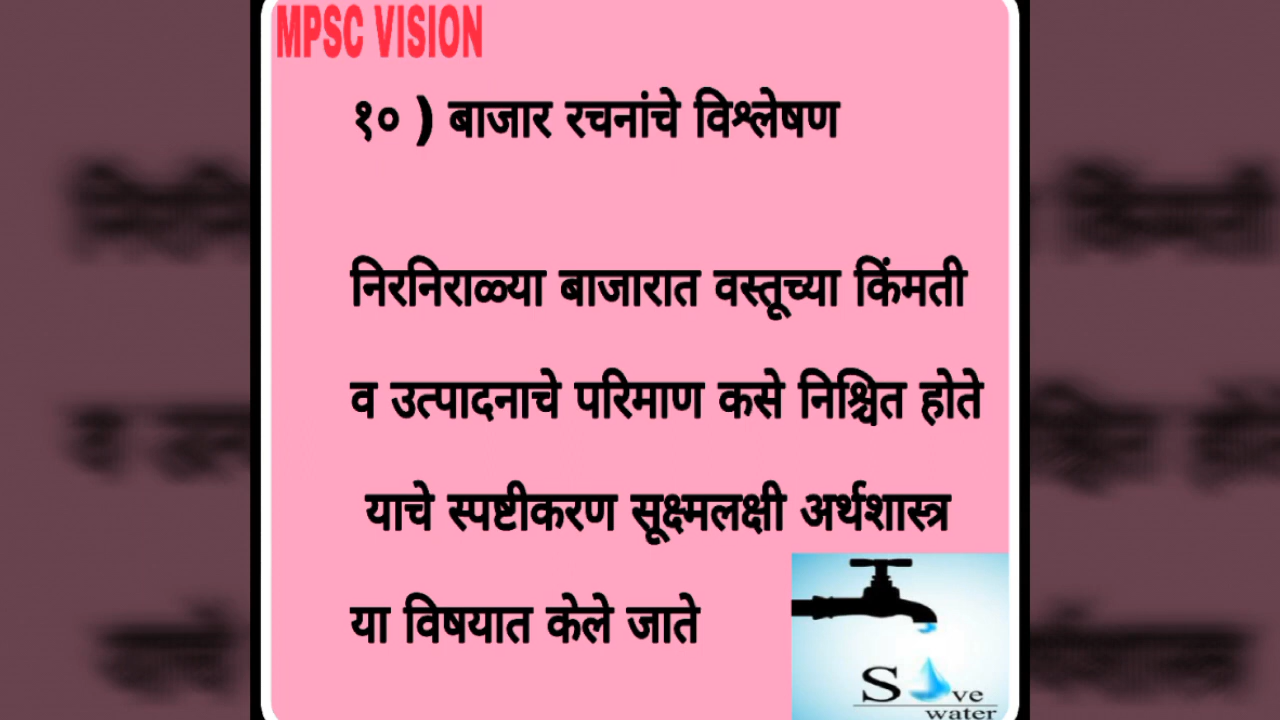 MPSC VISION
१० ) बाजार रचनांचे विश्लेषण
निरनिराळ्या बाजारात वस्तूच्या किंमती
व उत्पादनाचे परिमाण कसे निश्चित होते
याचे स्पष्टीकरण सूक्ष्मलक्षी अर्थशास्त्र
या विषयात केले जाते
Save
water